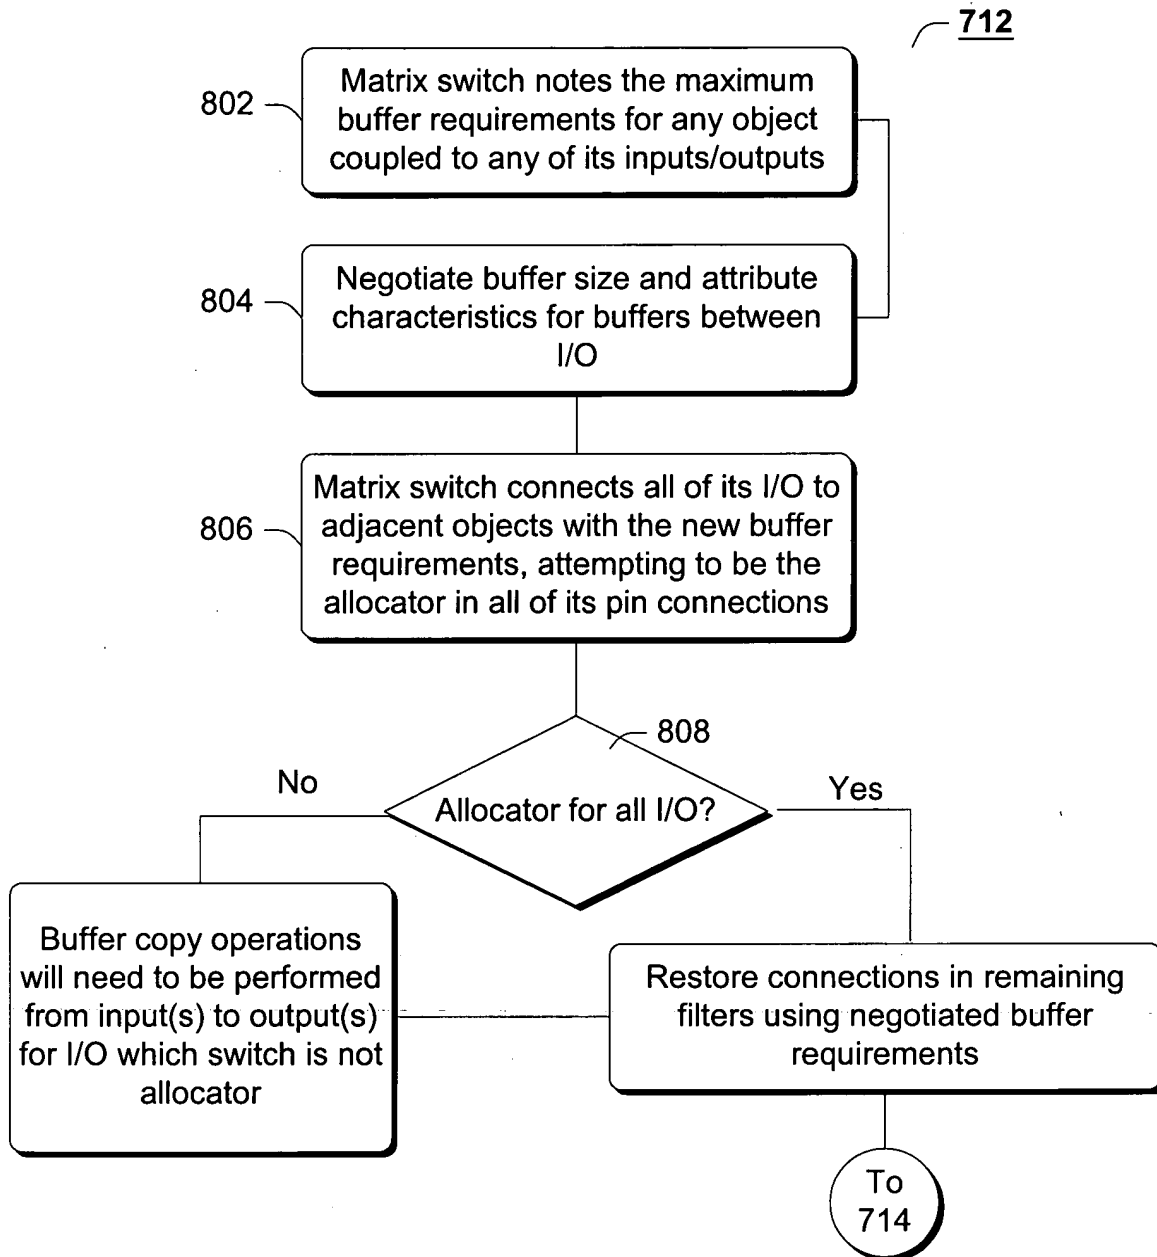 712
802
Matrix switch notes the maximum
buffer requirements for any object
coupled to any of its inputs/outputs
804
Negotiate buffer size and attribute
characteristics for buffers between
I/O
806
Matrix switch connects all of its I/O to
adjacent objects with the new buffer
requirements, attempting to be the
allocator in all of its pin connections
808
Allocator for all I/O?
No
Yes
Buffer copy operations
will need to be performed
from input(s) to output(s)
for I/O which switch is not
allocator
Restore connections in remaining
filters using negotiated buffer
requirements
To
714